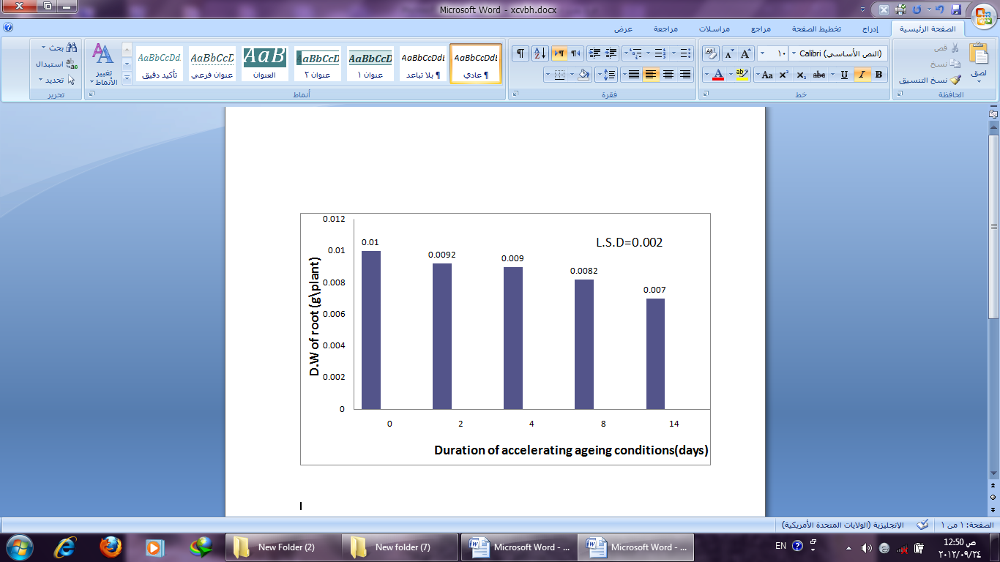 Microsoft Word - xcvbh.docx
الصفحة الرئيسية إدراج تخطيط الصفحة مراجع مراسلات مراجعة عرض
لصق
قص
نسخ
نسخ التنسيق
الحافظة
Calibri (النص الأساسي) ١٠
خط
فقرة
AaBbCcDdI AaBbCcDdI AaBbCcD AaBbCcD AaB AaBbCcD AaBbCcDd
¶ عادي ¶ بلا تباعد عنوان ١ عنوان ٢ العنوان عنوان فرعي تأكيد دقيق
تغيير الأنماط
أنماط
بحث
استبدال
تحديد
تحرير
0.012
0.01
0.008
0.006
0.004
0.002
0
D.W of root (g\plant)
0.01 0.0092 0.009 0.0082 0.007
L.S.D=0.002
0 2 4 8 14
Duration of accelerating ageing conditions(days)
الصفحة: ١ من ١ الإنجليزية (الولايات المتحدة الأمريكية)
New Folder (2) New folder (7) Microsoft Word - ... Microsoft Word - ... EN
12:50 ص
٢٠١٢/٠٩/٢٤